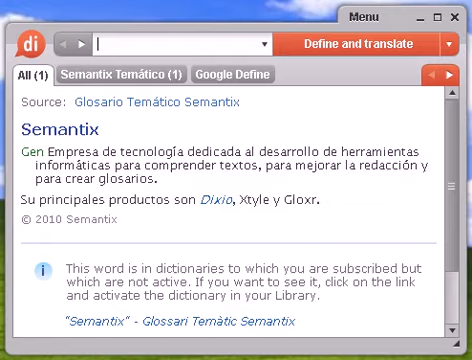 Menu
di
Define and translate
All (1)
Semantix Temático (1)
Google Define
Source: Glosario Temático Semantix
Semantix
Gen Empresa de tecnología dedicada al desarrollo de herramientas
informáticas para comprender textos, para mejorar la redacción y
para crear glosarios.
Su principales productos son Dixio, Xtyle y Gloxr.
© 2010 Semantix
i
This word is in dictionaries to which you are subscribed but
which are not active. If you want to see it, click on the link
and activate the dictionary in your Library.
"Semantix" - Glossari Temàtic Semantix